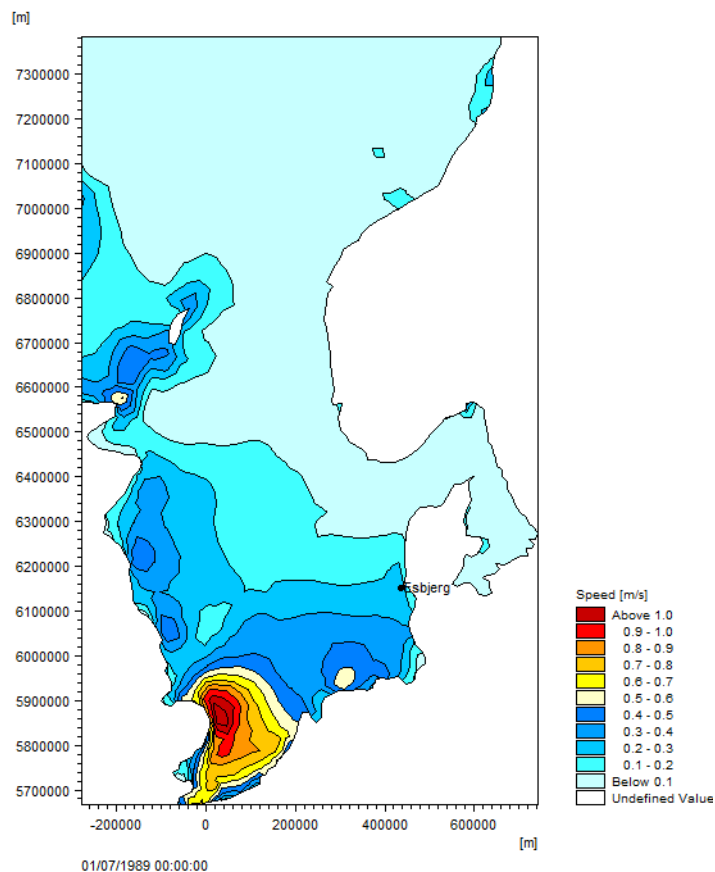 [m]
7300000
7200000
7100000
7000000
6900000
6800000
6700000
6600000
6500000
6400000
6300000
6200000
6100000
6000000
5900000
5800000
5700000
Esbjerg
-200000 0 200000 400000 600000
[m]
01/07/1989 00:00:00
Speed [m/s]
Above 1.0
0.9 - 1.0
0.8 - 0.9
0.7 - 0.8
0.6 - 0.7
0.5 - 0.6
0.4 - 0.5
0.3 - 0.4
0.2 - 0.3
0.1 - 0.2
Below 0.1
Undefined Value